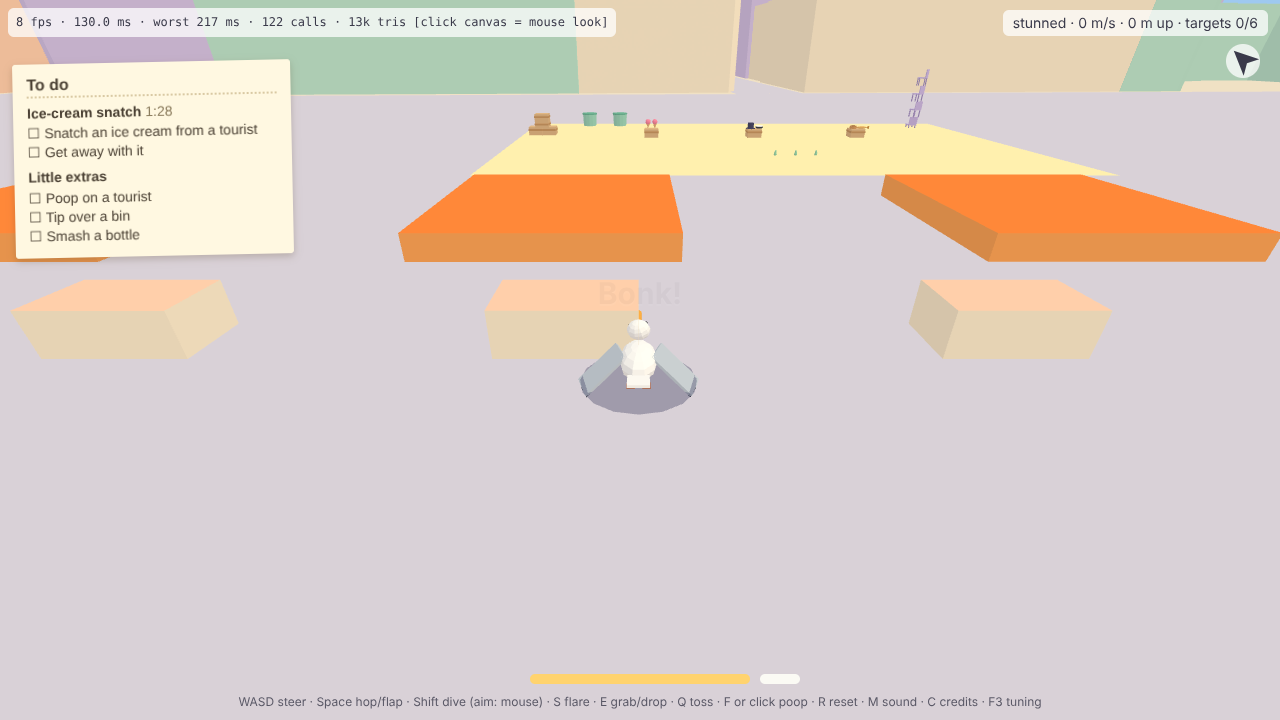 8 fps · 130.0 ms · worst 217 ms · 122 calls · 13k tris [click canvas = mouse look]
stunned · 0 m/s · 0 m up · targets 0/6
To do
Ice-cream snatch 1:28
☐ Snatch an ice cream from a tourist
☐ Get away with it
Little extras
☐ Poop on a tourist
☐ Tip over a bin
☐ Smash a bottle
Bonk!
WASD steer · Space hop/flap · Shift dive (aim: mouse) · S flare · E grab/drop · Q toss · F or click poop · R reset · M sound · C credits · F3 tuning